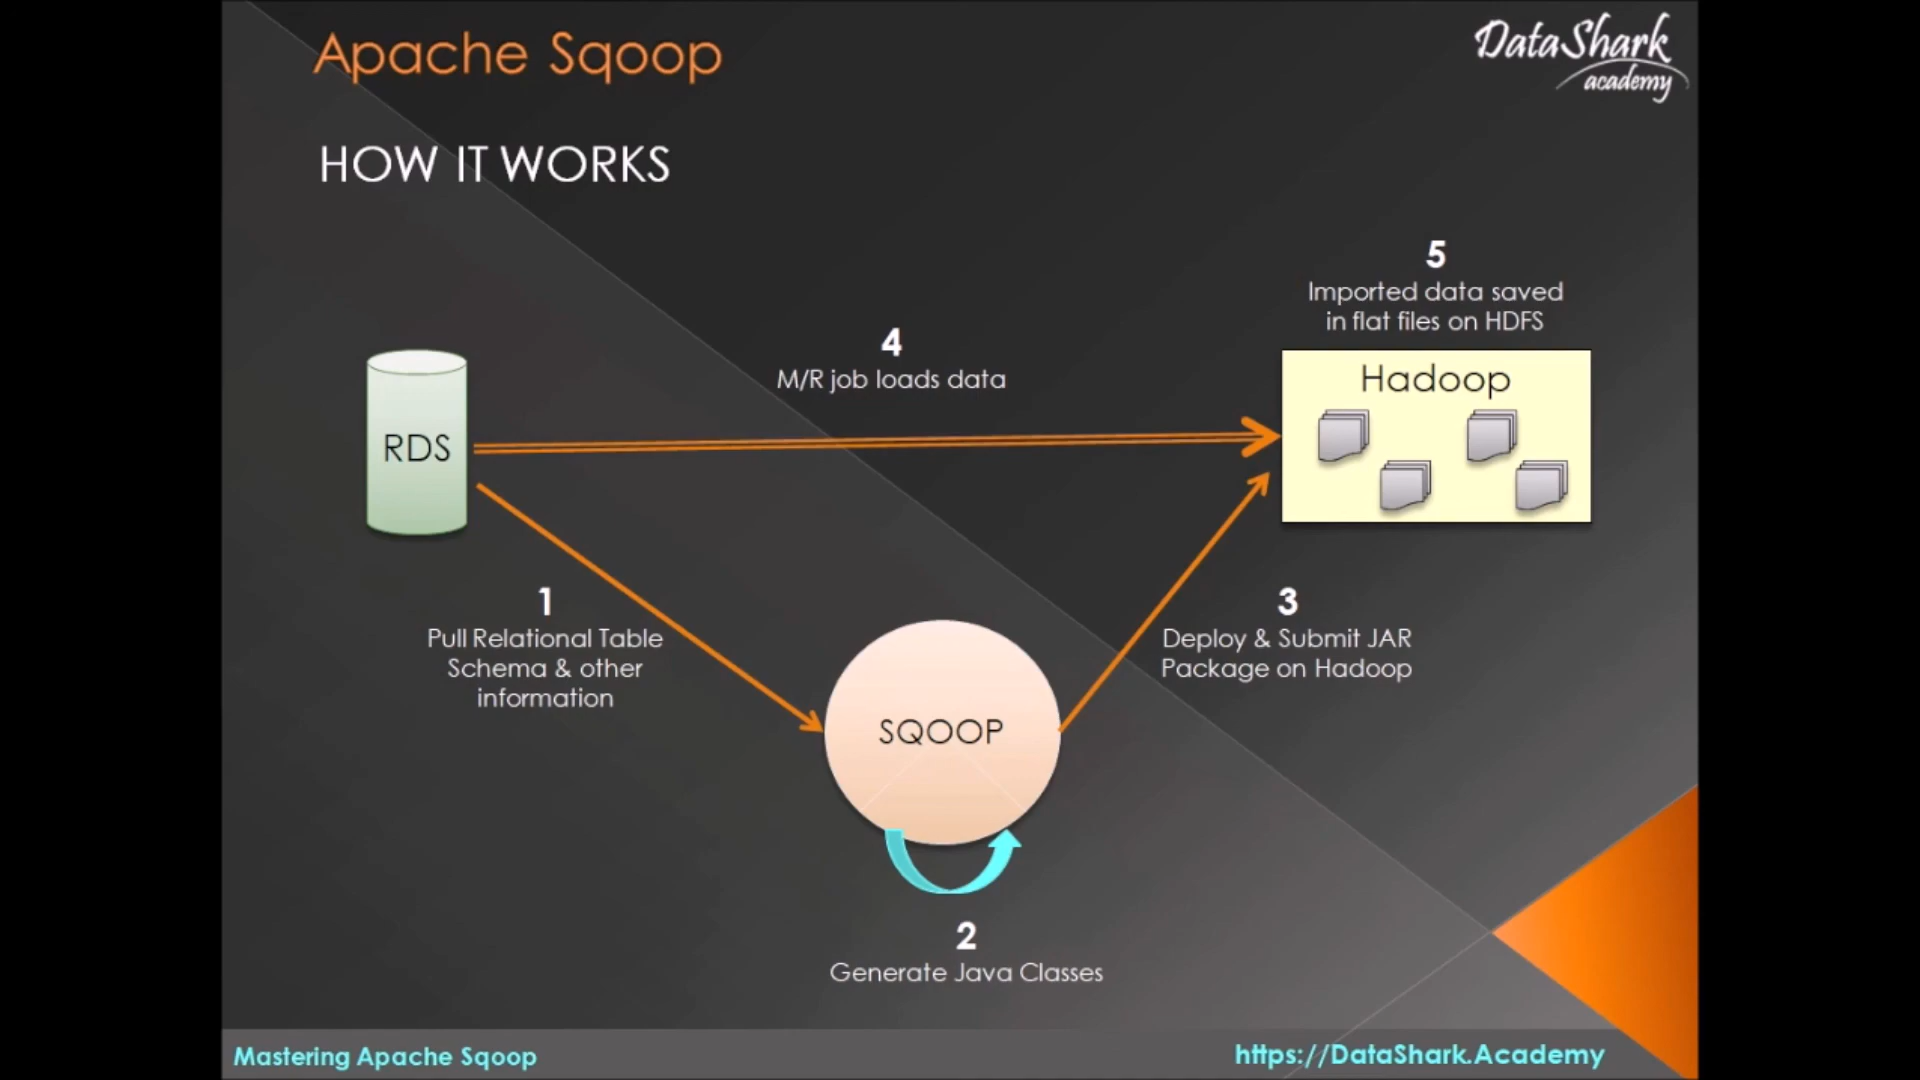 Apache Sqoop
DataShark
academy
HOW IT WORKS
5
Imported data saved
in flat files on HDFS
4
M/R job loads data
Hadoop
RDS
1
Pull Relational Table
Schema & other
information
3
Deploy & Submit JAR
Package on Hadoop
SQOOP
2
Generate Java Classes
Mastering Apache Sqoop
https://DataShark.Academy